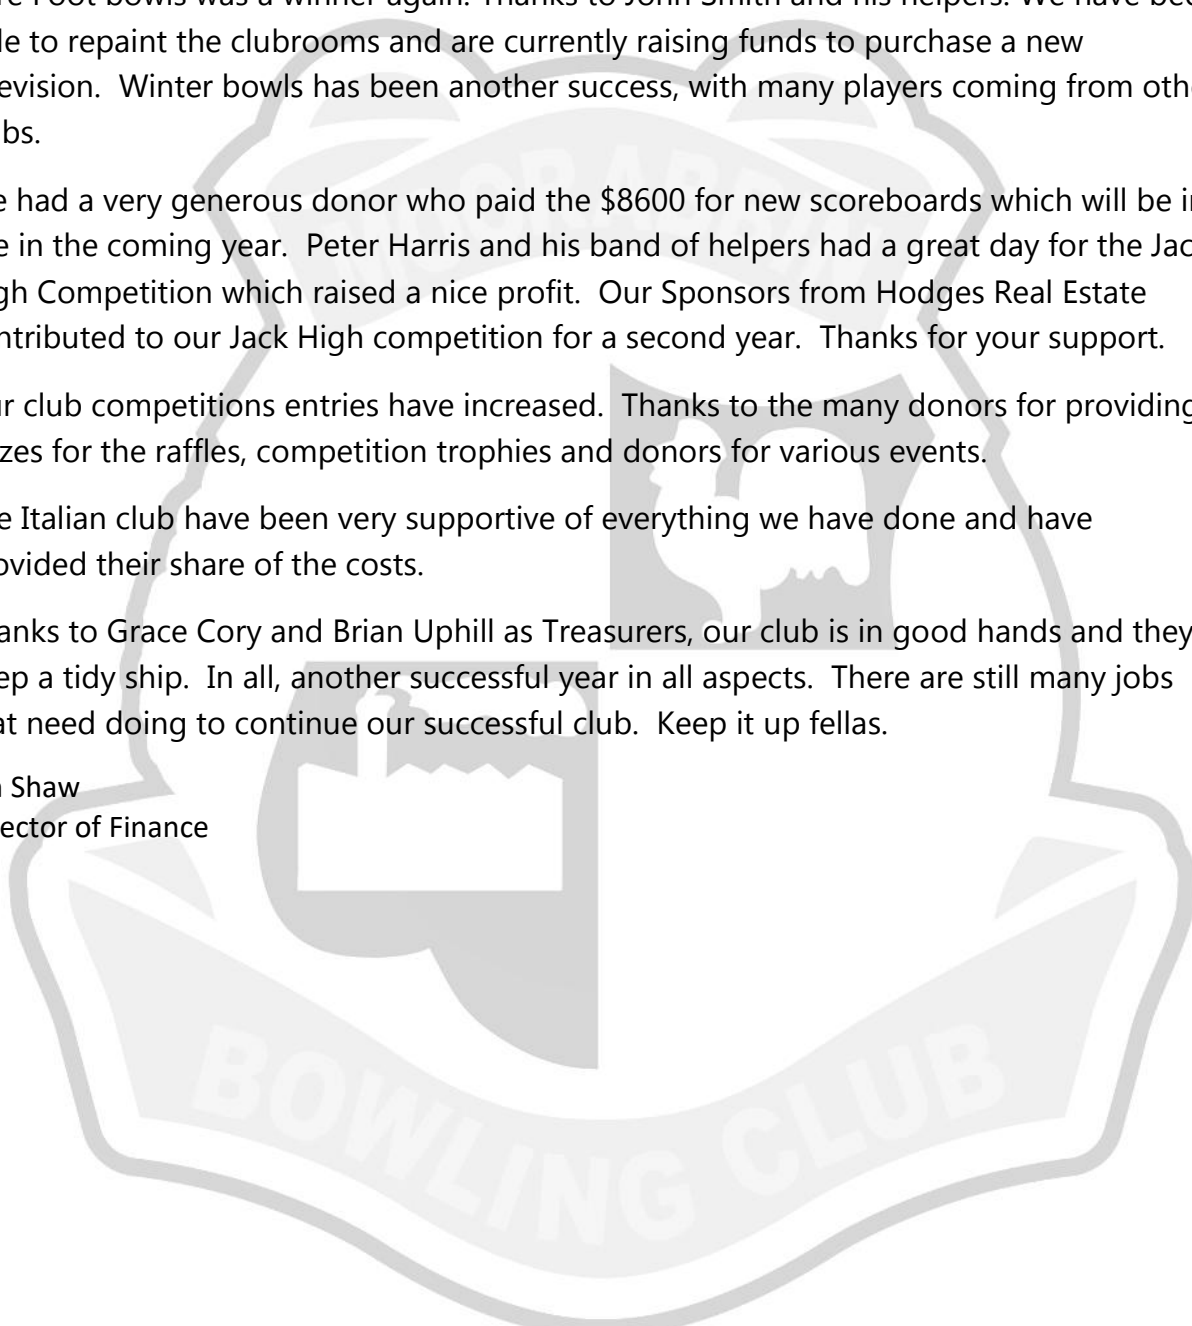 re Foot bowls was a winner again. Thanks to John Smith and his helpers. We have bee
le to repaint the clubrooms and are currently raising funds to purchase a new
evision. Winter bowls has been another success, with many players coming from othe
bs.
e had a very generous donor who paid the $8600 for new scoreboards which will be in
e in the coming year. Peter Harris and his band of helpers had a great day for the Jac
gh Competition which raised a nice profit. Our Sponsors from Hodges Real Estate
ntributed to our Jack High competition for a second year. Thanks for your support.
ur club competitions entries have increased. Thanks to the many donors for providing
zes for the raffles, competition trophies and donors for various events.
e Italian club have been very supportive of everything we have done and have
ovided their share of the costs.
anks to Grace Cory and Brian Uphill as Treasurers, our club is in good hands and they
ep a tidy ship. In all, another successful year in all aspects. There are still many jobs
at need doing to continue our successful club. Keep it up fellas.
n Shaw
ector of Finance
BOWLING CLUB